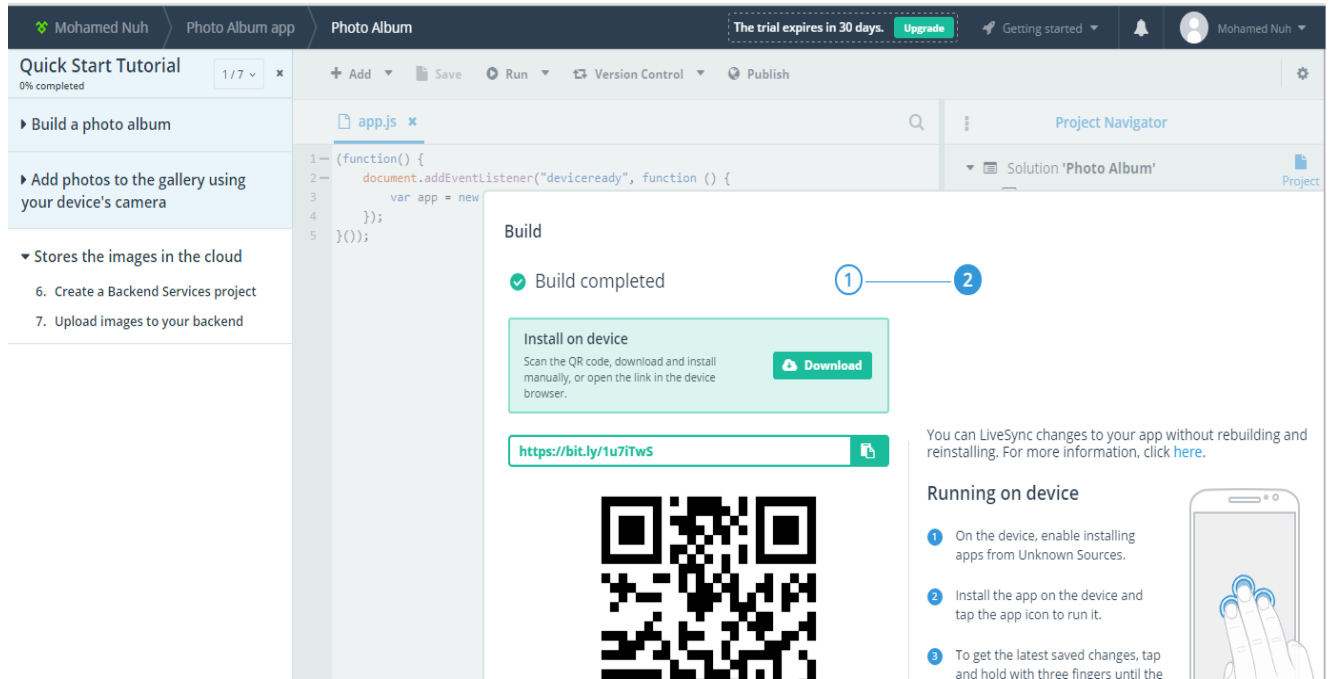 Mohamed Nuh
Photo Album app
Photo Album
The trial expires in 30 days.
Upgrade
Getting started
Mohamed Nuh
Quick Start Tutorial
0% completed
1 / 7
Build a photo album
Add photos to the gallery using
your device's camera
Stores the images in the cloud
6. Create a Backend Services project
7. Upload images to your backend
Add
Save
Run
Version Control
Publish
app.js
1 (function() {
2 document.addEventListener("deviceready", function () {
3 var app = new
4 });
5 }());
Project Navigator
Solution 'Photo Album'
Project
Build
Build completed
1
2
Install on device
Scan the QR code, download and install
manually, or open the link in the device
browser.
Download
https://bit.ly/1u7iTwS
You can LiveSync changes to your app without rebuilding and
reinstalling. For more information, click here.
Running on device
1 On the device, enable installing
apps from Unknown Sources.
2 Install the app on the device and
tap the app icon to run it.
3 To get the latest saved changes, tap
and hold with three fingers until the